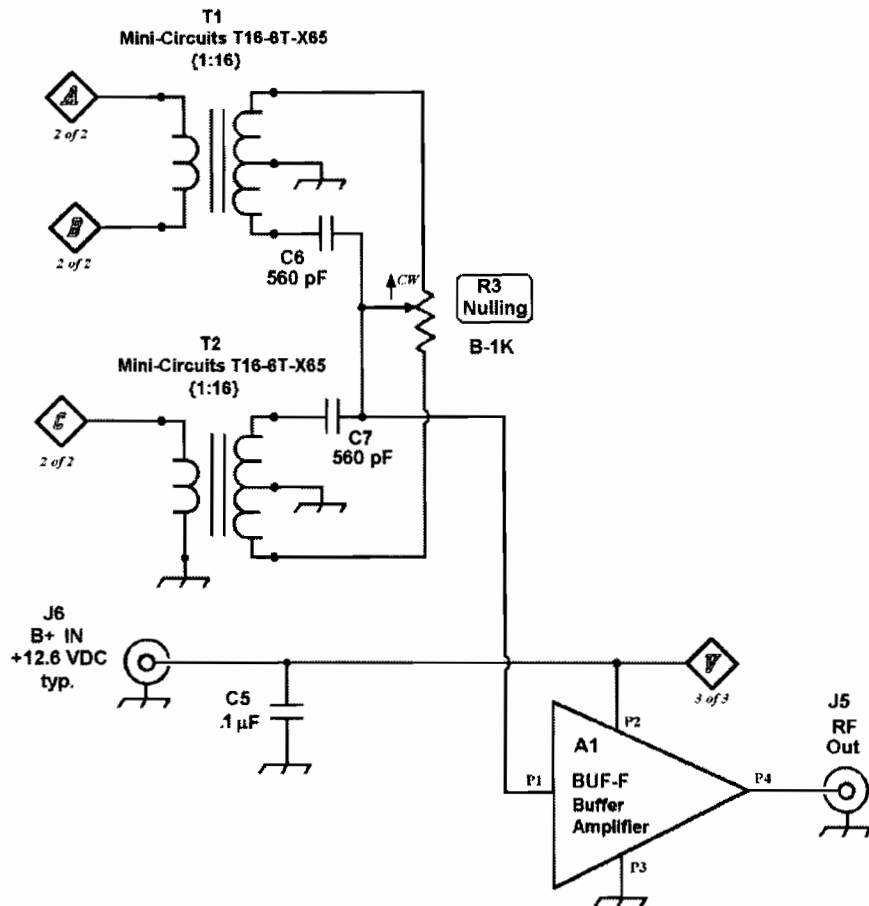 T1
Mini-Circuits T16-6T-X65
{1:16}
A
2 of 2
B
2 of 2
C6
560 pF
CW
R3
Nulling
B-1K
T2
Mini-Circuits T16-6T-X65
{1:16}
C
2 of 2
C7
560 pF
J6
B+ IN
+12.6 VDC
typ.
C5
.1 µF
V
3 of 3
P2
J5
RF
Out
A1
P1
BUF-F
P4
Buffer
Amplifier
P3